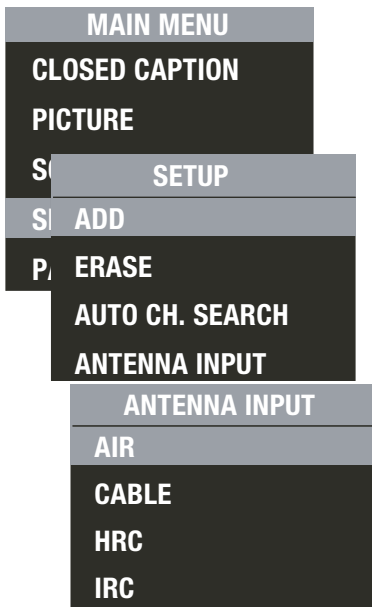 MAIN MENU
CLOSED CAPTION
PICTURE
SETUP
ADD
ERASE
AUTO CH. SEARCH
ANTENNA INPUT
ANTENNA INPUT
AIR
CABLE
HRC
IRC